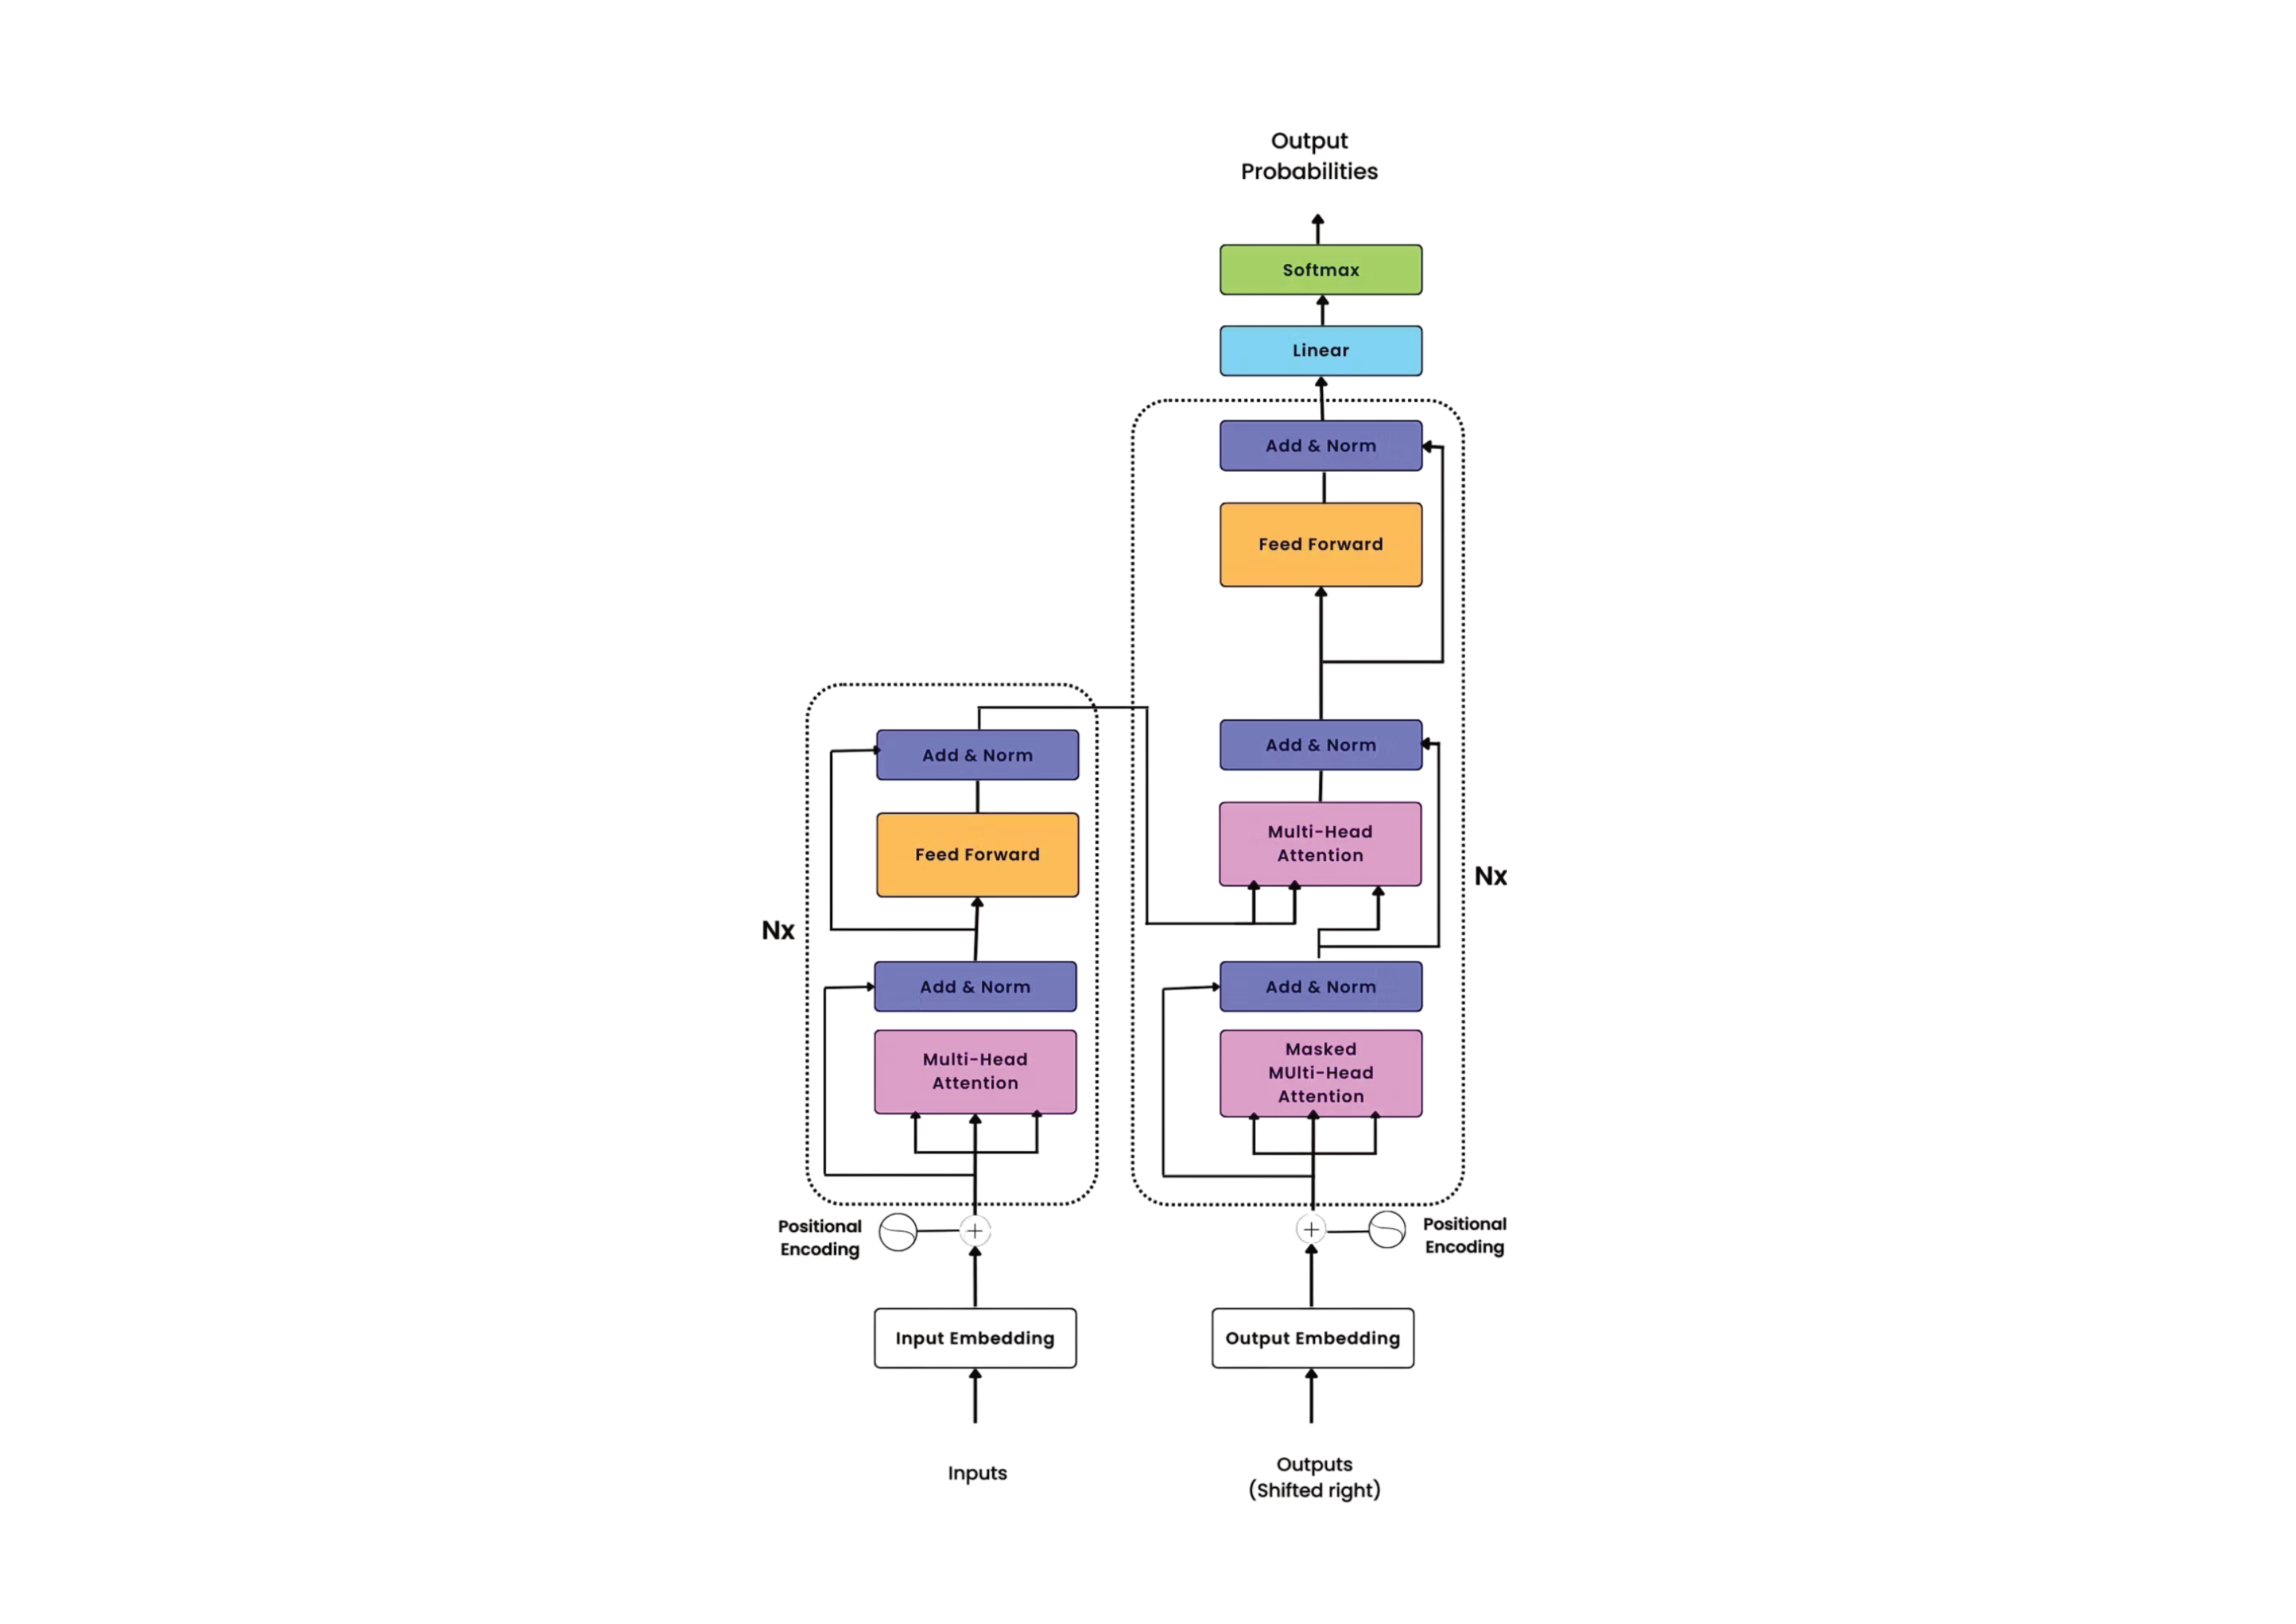 Output
Probabilities
Softmax
Linear
Add & Norm
Feed Forward
Add & Norm
Multi-Head
Attention
Nx
Add & Norm
Masked
MUlti-Head
Attention
Add & Norm
Feed Forward
Nx
Add & Norm
Multi-Head
Attention
Positional
Encoding
Positional
Encoding
Input Embedding
Output Embedding
Inputs
Outputs
(Shifted right)